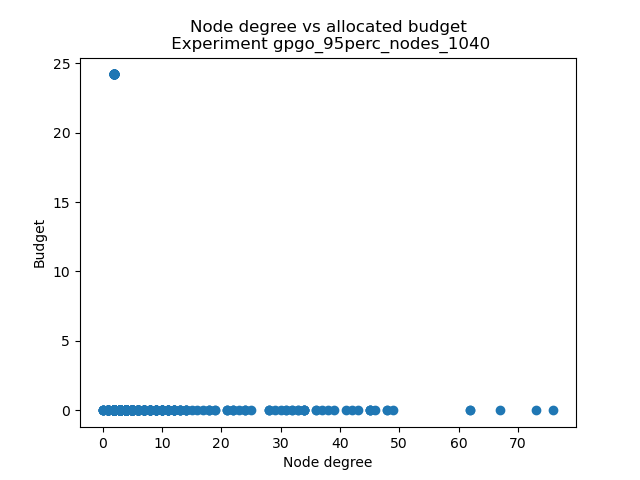 Node degree vs allocated budget
Experiment gpgo_95perc_nodes_1040
25
20
15
10
5
0
Budget
0 10 20 30 40 50 60 70
Node degree